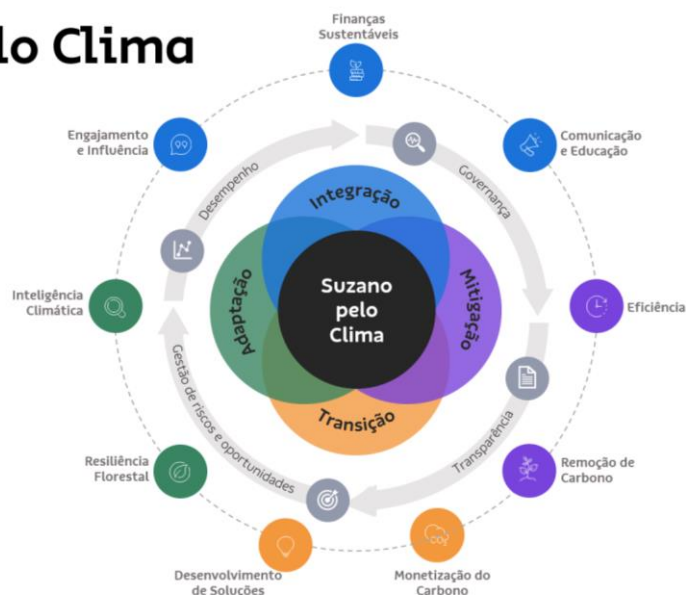 lo Clima
Finanças
Sustentáveis
Engajamento
e Influência
Comunicação
e Educação
Desempenho
Governança
Integração
Inteligência
Climática
Adaptação
Suzano
pelo
Clima
Mitigação
Eficiência
Transição
Gestão de riscos e oportunidades
Transparência
Resiliência
Florestal
Remoção de
Carbono
CO₂
Desenvolvimento
de Soluções
Monetização do
Carbono